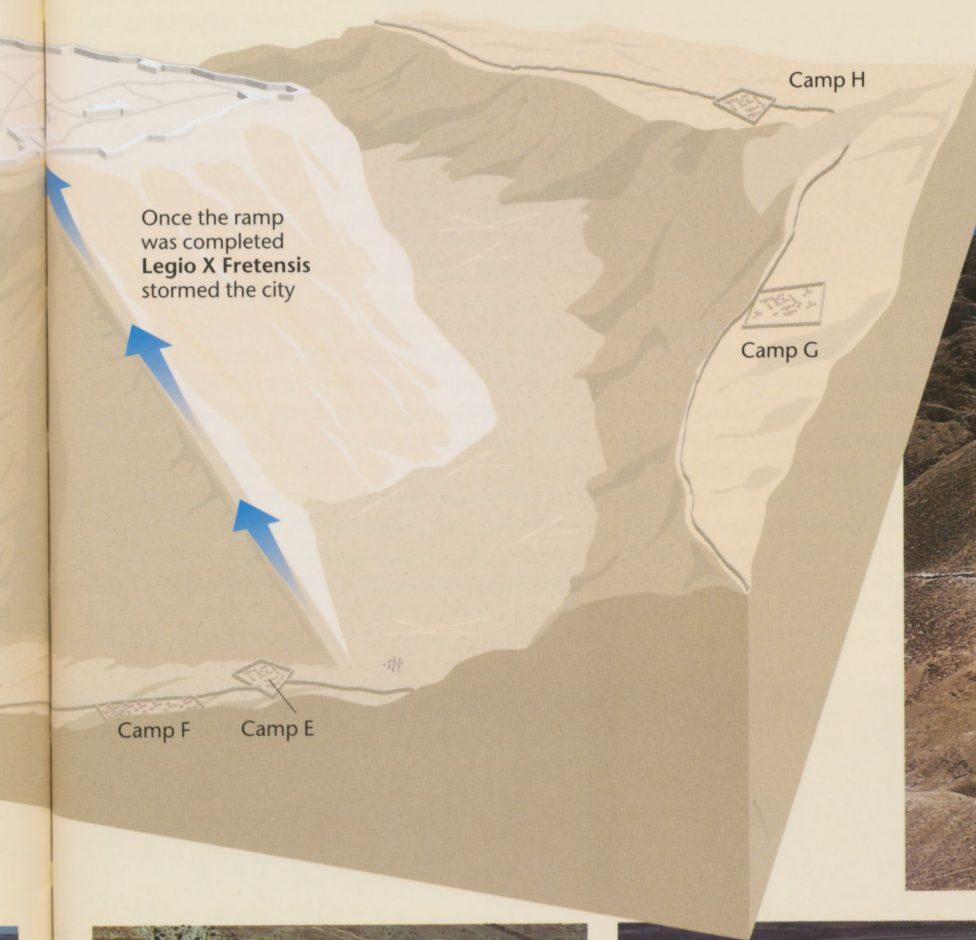 Camp H
Once the ramp
was completed
Legio X Fretensis
stormed the city
Camp G
Camp F
Camp E